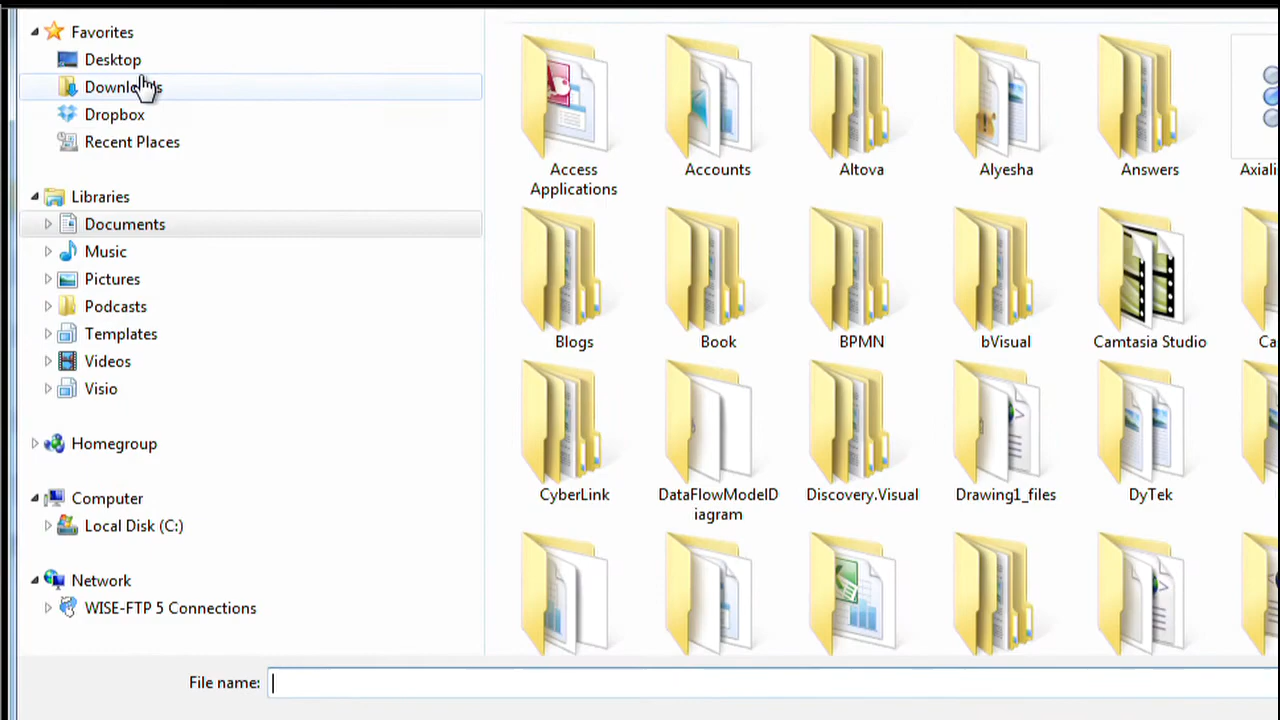 Favorites
Desktop
Downloads
Dropbox
Recent Places
Libraries
Documents
Music
Pictures
Podcasts
Templates
Videos
Visio
Homegroup
Computer
Local Disk (C:)
Network
WISE-FTP 5 Connections
Access
Applications
Accounts
Altova
Alyesha
Answers
Axiali
Blogs
Book
BPMN
bVisual
Camtasia Studio
Ca
CyberLink
DataFlowModelD
iagram
Discovery.Visual
Drawing1_files
DyTek
File name: